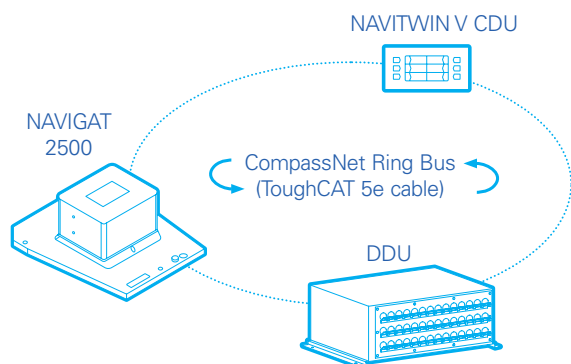 NAVITWIN V CDU
NAVIGAT
2500
CompassNet Ring Bus
(ToughCAT 5e cable)
DDU